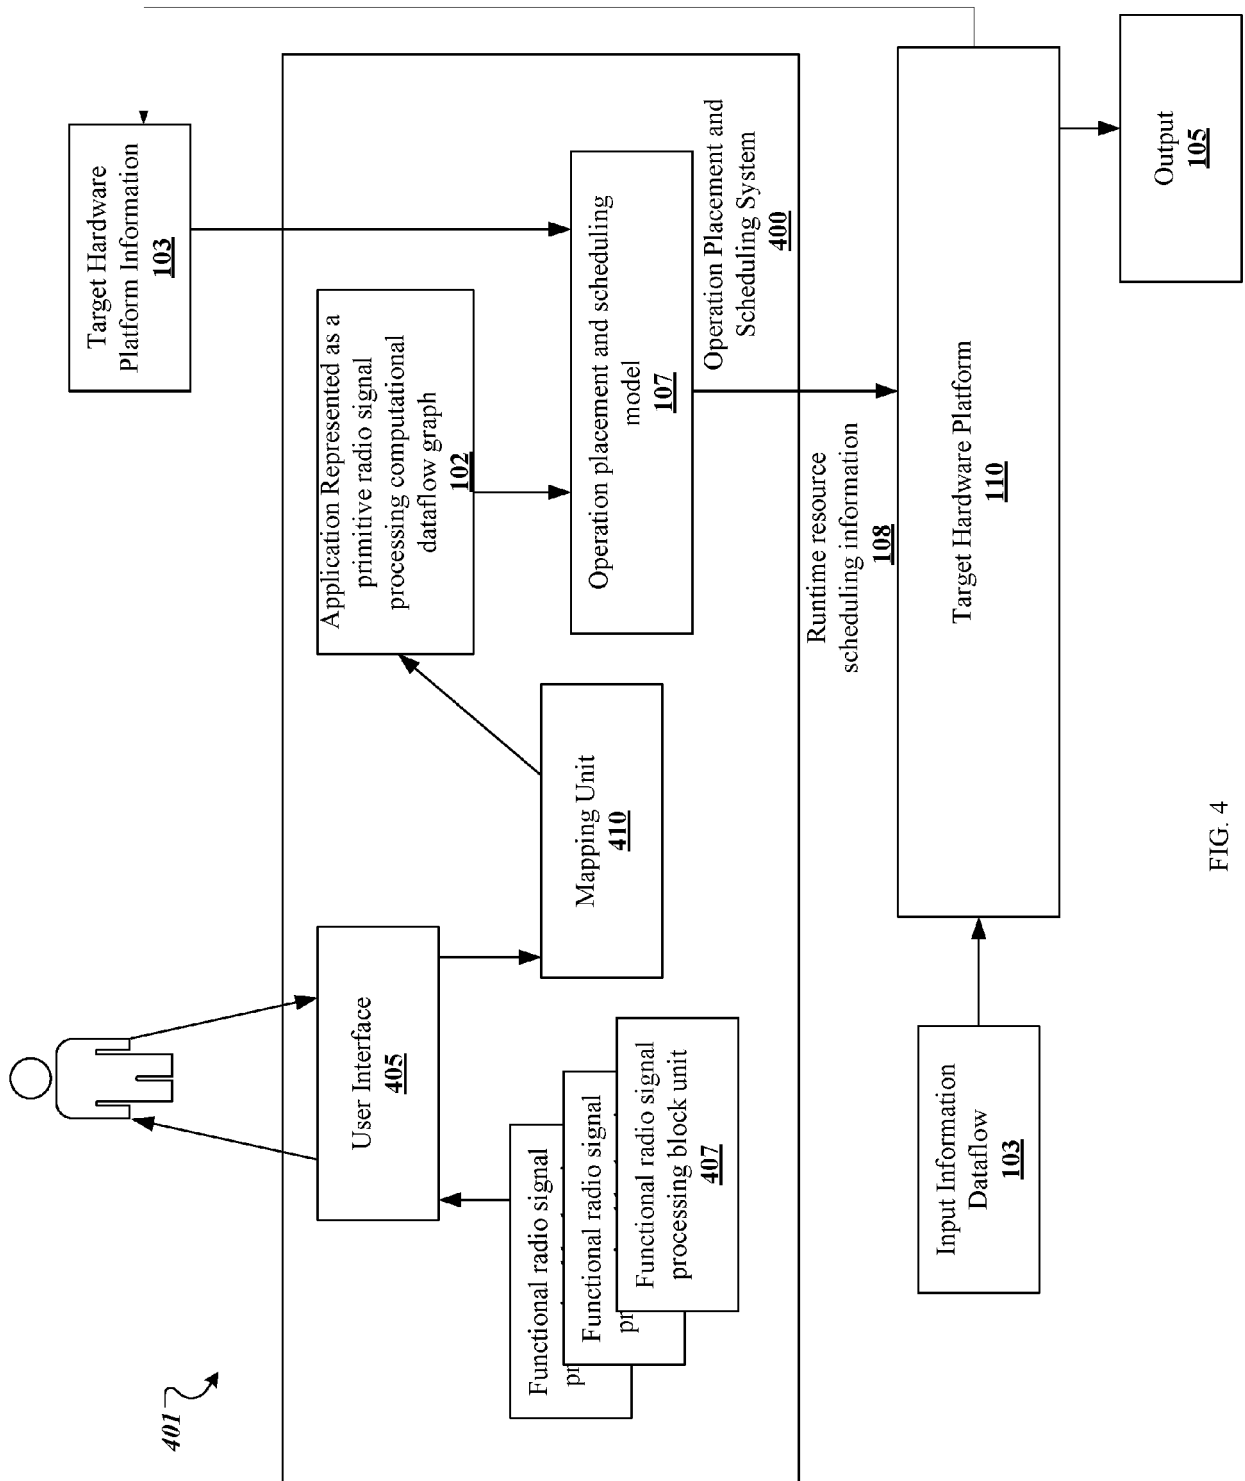 401
User Interface
405
Functional radio signal
pr
Functional radio signal
pr
Functional radio signal
processing block unit
407
Mapping Unit
410
Application Represented as a
primitive radio signal
processing computational
dataflow graph
102
Target Hardware
Platform Information
103
Operation placement and scheduling
model
107
Operation Placement and
Scheduling System
400
Runtime resource
scheduling information
108
Input Information
Dataflow
103
Target Hardware Platform
110
Output
105
FIG. 4